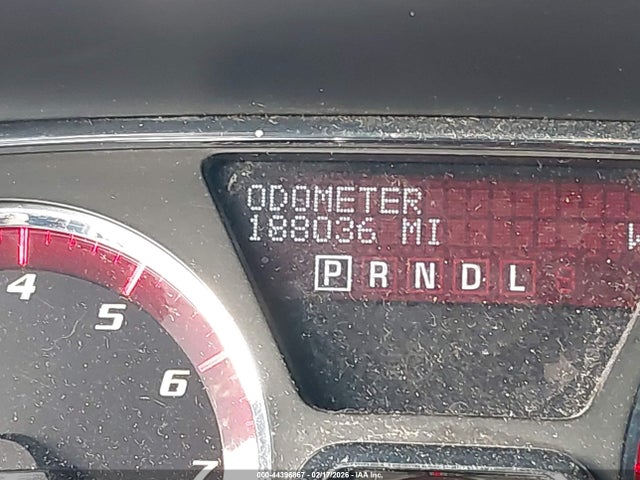 ODOMETER
188036 MI
W
P R N D L
4
5
6
7
000-44396867 - 02/17/2026 - © IAA, Inc.